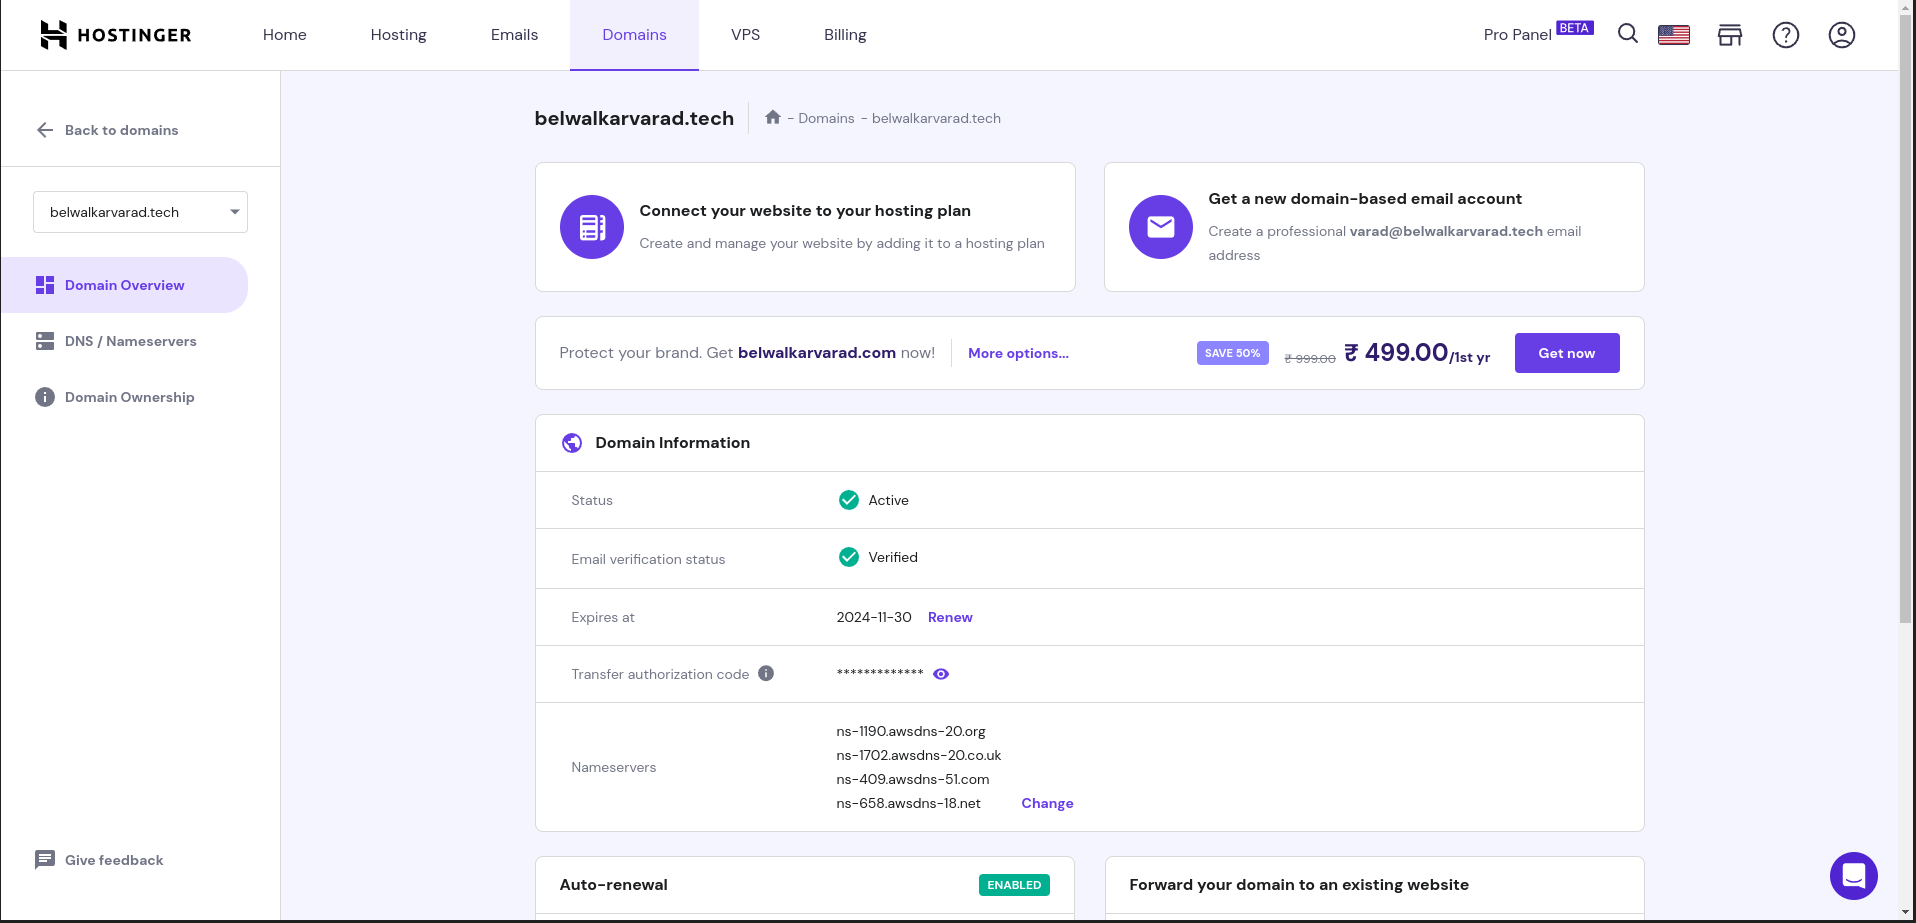 HOSTINGER
Home
Hosting
Emails
Domains
VPS
Billing
Pro Panel BETA
Back to domains
belwalkarvarad.tech
Domain Overview
DNS / Nameservers
Domain Ownership
Give feedback
belwalkarvarad.tech
- Domains - belwalkarvarad.tech
Connect your website to your hosting plan
Create and manage your website by adding it to a hosting plan
Get a new domain-based email account
Create a professional varad@belwalkarvarad.tech email
address
Protect your brand. Get belwalkarvarad.com now!
More options...
SAVE 50%
₹ 999.00
₹ 499.00/1st yr
Get now
Domain Information
Status
Active
Email verification status
Verified
Expires at
2024-11-30
Renew
Transfer authorization code
*************
Nameservers
ns-1190.awsdns-20.org
ns-1702.awsdns-20.co.uk
ns-409.awsdns-51.com
ns-658.awsdns-18.net
Change
Auto-renewal
ENABLED
Forward your domain to an existing website